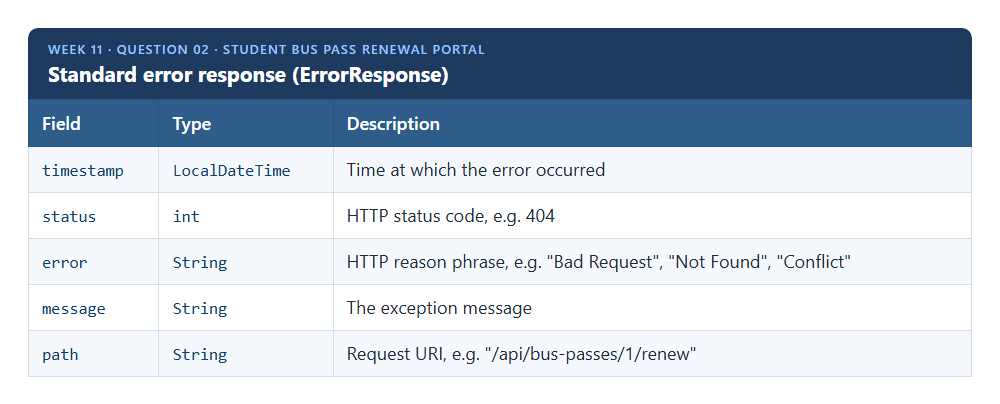 WEEK 11 · QUESTION 02 · STUDENT BUS PASS RENEWAL PORTAL
Standard error response (ErrorResponse)
Field Type Description
timestamp LocalDateTime Time at which the error occurred
status int HTTP status code, e.g. 404
error String HTTP reason phrase, e.g. "Bad Request", "Not Found", "Conflict"
message String The exception message
path String Request URI, e.g. "/api/bus-passes/1/renew"